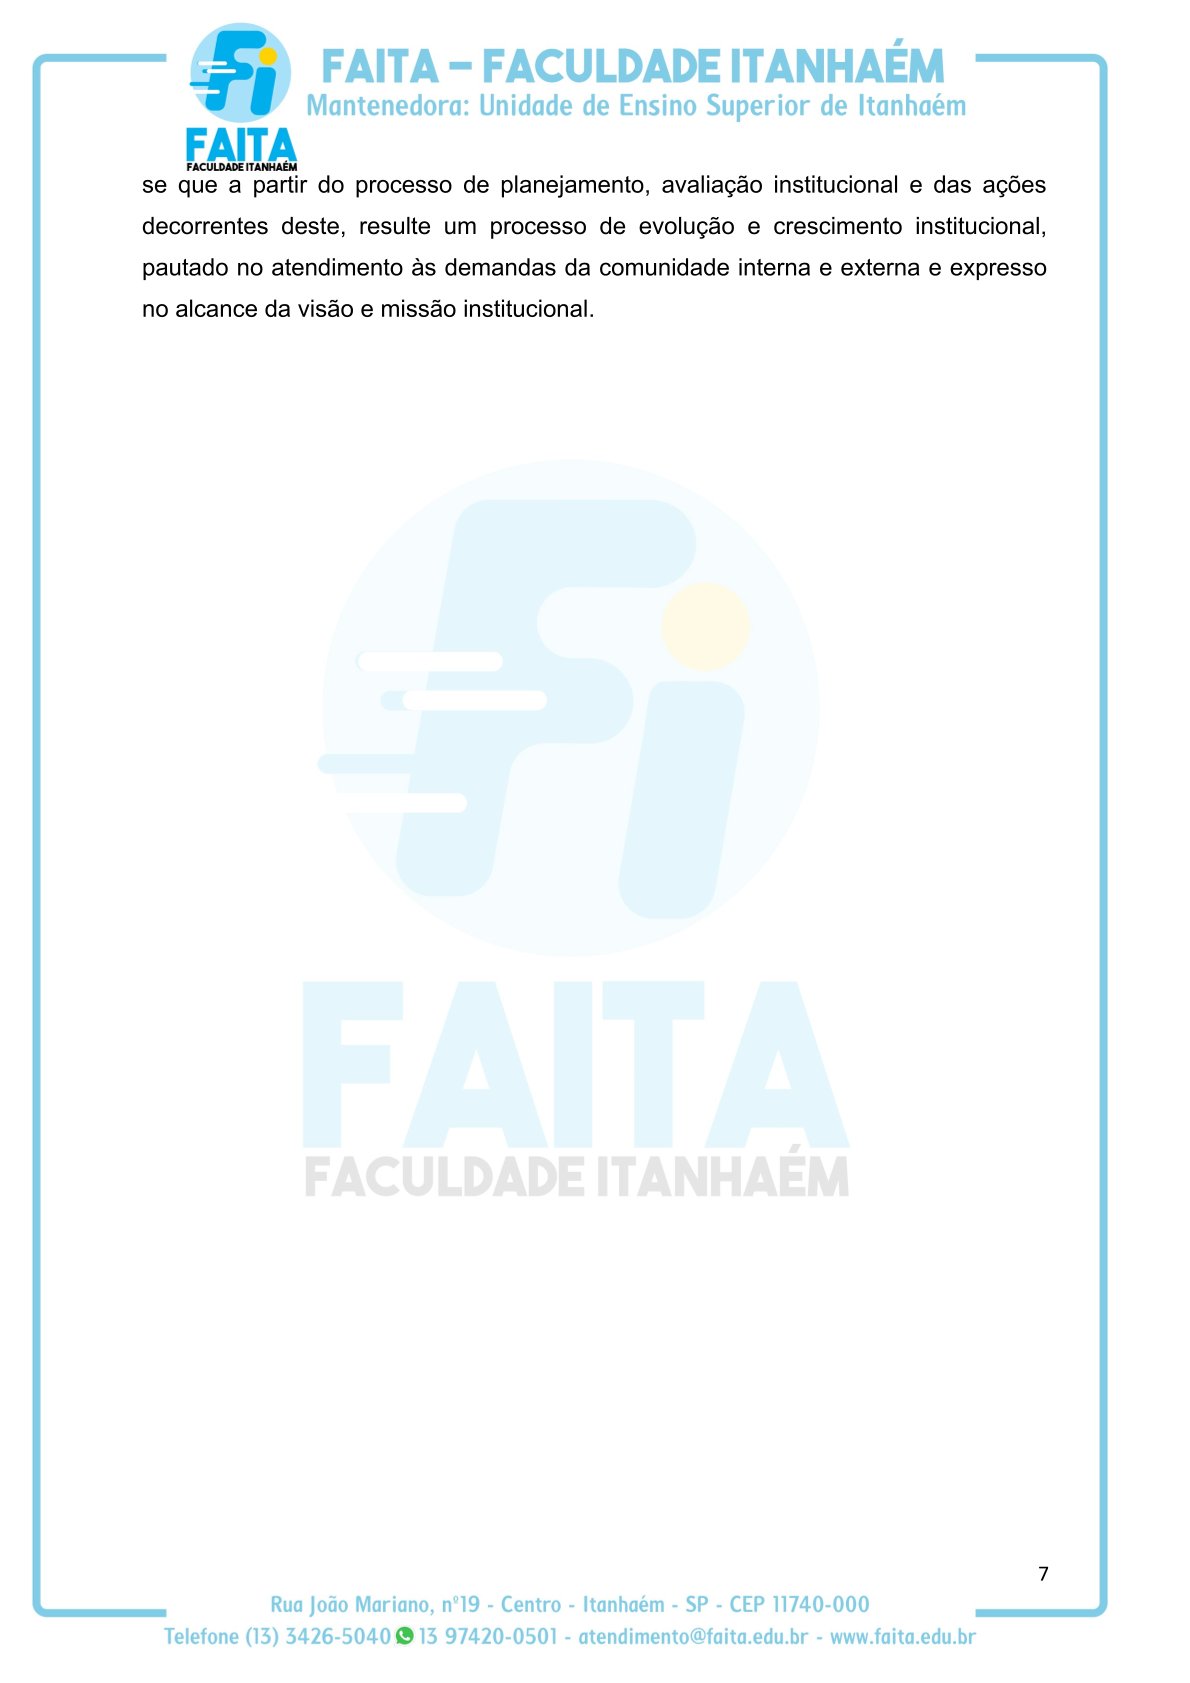 FAITA – FACULDADE ITANHAÉM
Mantenedora: Unidade de Ensino Superior de Itanhaém
Fi
FAITA
FACULDADE ITANHAÉM
se que a partir do processo de planejamento, avaliação institucional e das ações
decorrentes deste, resulte um processo de evolução e crescimento institucional,
pautado no atendimento às demandas da comunidade interna e externa e expresso
no alcance da visão e missão institucional.
Fi
FAITA
FACULDADE ITANHAÉM
7
Rua João Mariano, nº19 - Centro - Itanhaém - SP - CEP 11740-000
Telefone (13) 3426-5040 13 97420-0501 - atendimento@faita.edu.br - www.faita.edu.br